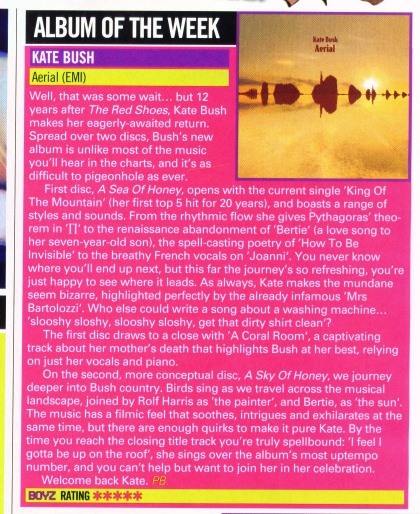 ALBUM OF THE WEEK
KATE BUSH
Aerial (EMI)
Kate Bush
Aerial
Well, that was some wait... but 12
years after The Red Shoes, Kate Bush
makes her eagerly-awaited return.
Spread over two discs, Bush's new
album is unlike most of the music
you'll hear in the charts, and it's as
difficult to pigeonhole as ever.
First disc, A Sea Of Honey, opens with the current single 'King Of
The Mountain' (her first top 5 hit for 20 years), and boasts a range of
styles and sounds. From the rhythmic flow she gives Pythagoras' theo-
rem in '∏' to the renaissance abandonment of 'Bertie' (a love song to
her seven-year-old son), the spell-casting poetry of 'How To Be
Invisible' to the breathy French vocals on 'Joanni'. You never know
where you'll end up next, but this far the journey's so refreshing, you're
just happy to see where it leads. As always, Kate makes the mundane
seem bizarre, highlighted perfectly by the already infamous 'Mrs
Bartolozzi'. Who else could write a song about a washing machine...
'slooshy sloshy, slooshy sloshy, get that dirty shirt clean'?
The first disc draws to a close with 'A Coral Room', a captivating
track about her mother's death that highlights Bush at her best, relying
on just her vocals and piano.
On the second, more conceptual disc, A Sky Of Honey, we journey
deeper into Bush country. Birds sing as we travel across the musical
landscape, joined by Rolf Harris as 'the painter', and Bertie, as 'the sun'.
The music has a filmic feel that soothes, intrigues and exhilarates at the
same time, but there are enough quirks to make it pure Kate. By the
time you reach the closing title track you're truly spellbound: 'I feel I
gotta be up on the roof', she sings over the album's most uptempo
number, and you can't help but want to join her in her celebration.
Welcome back Kate. PB
BOYZ RATING *****